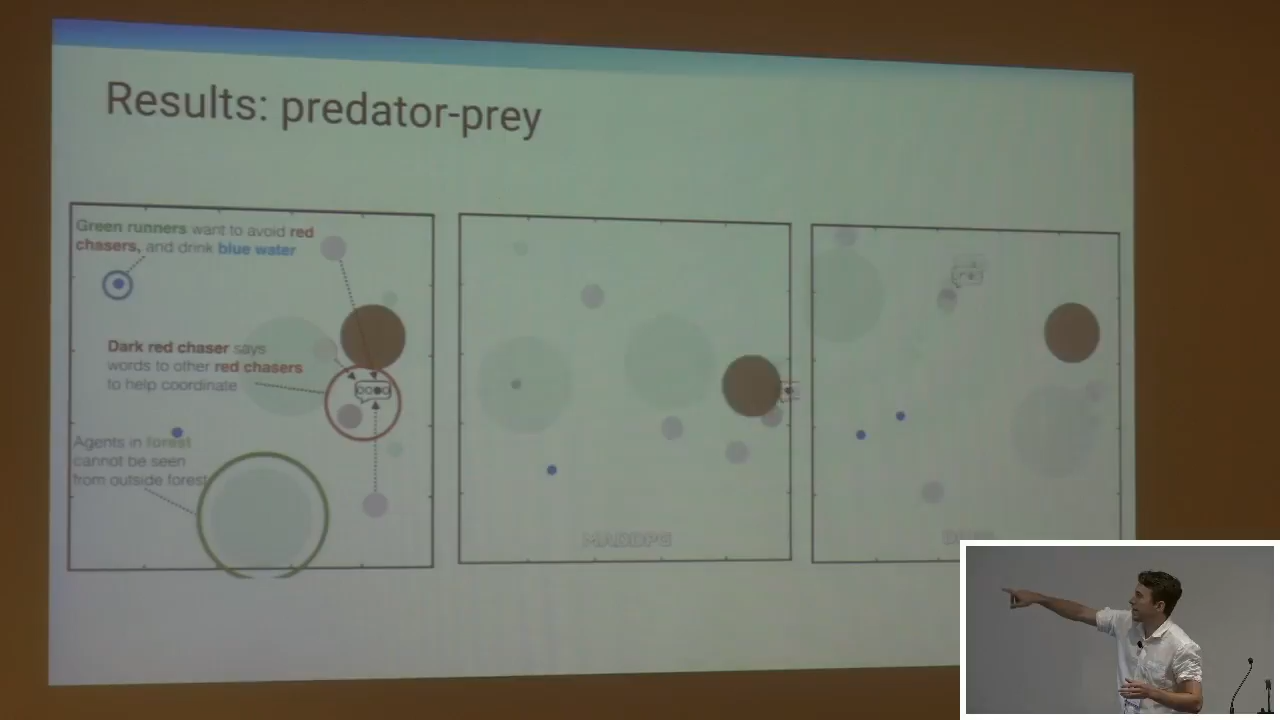 Results: predator-prey
Green runners want to avoid red
chasers, and drink blue water
Dark red chaser says
words to other red chasers
to help coordinate
Agents in forest
cannot be seen
from outside forest
MADDPG